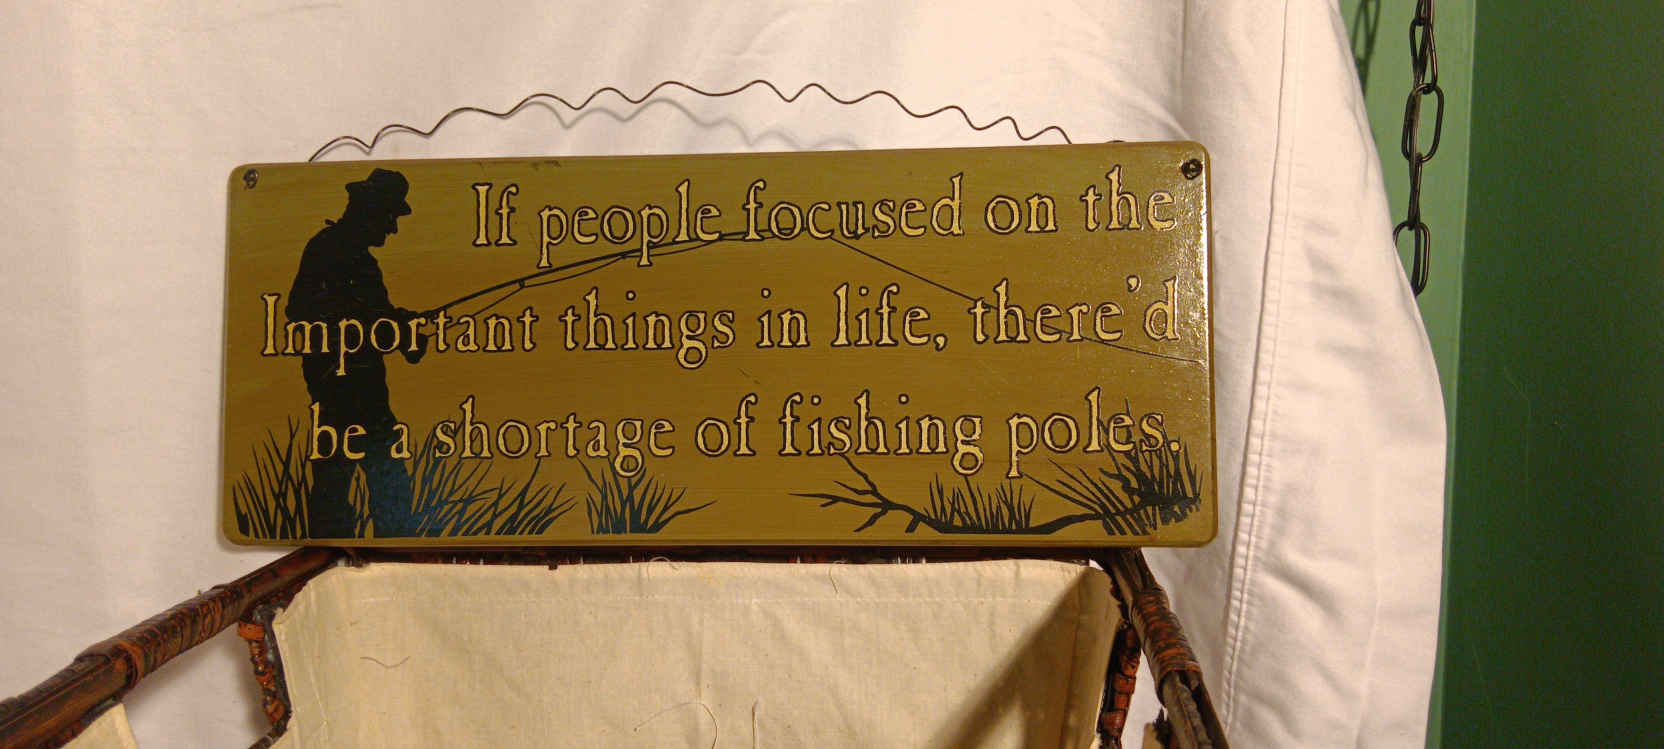 If people focused on the
Important things in life, there'd
be a shortage of fishing poles.